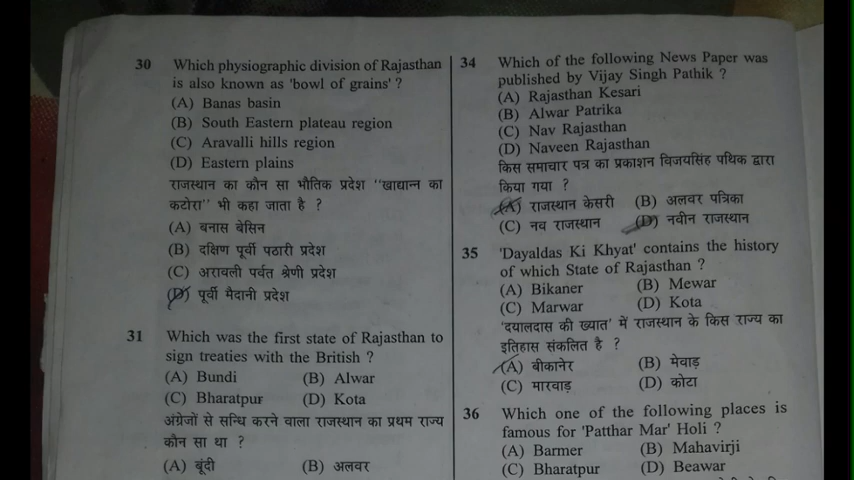 30 Which physiographic division of Rajasthan
is also known as 'bowl of grains' ?
(A) Banas basin
(B) South Eastern plateau region
(C) Aravalli hills region
(D) Eastern plains
राजस्थान का कौन सा भौतिक प्रदेश "खाद्यान्न का
कटोरा" भी कहा जाता है ?
(A) बनास बेसिन
(B) दक्षिण पूर्वी पठारी प्रदेश
(C) अरावली पर्वत श्रेणी प्रदेश
(D) पूर्वी मैदानी प्रदेश
31 Which was the first state of Rajasthan to
sign treaties with the British ?
(A) Bundi (B) Alwar
(C) Bharatpur (D) Kota
अंग्रेजों से सन्धि करने वाला राजस्थान का प्रथम राज्य
कौन सा था ?
(A) बूंदी (B) अलवर
34 Which of the following News Paper was
published by Vijay Singh Pathik ?
(A) Rajasthan Kesari
(B) Alwar Patrika
(C) Nav Rajasthan
(D) Naveen Rajasthan
किस समाचार पत्र का प्रकाशन विजयसिंह पथिक द्वारा
किया गया ?
(A) राजस्थान केसरी (B) अलवर पत्रिका
(C) नव राजस्थान (D) नवीन राजस्थान
35 'Dayaldas Ki Khyat' contains the history
of which State of Rajasthan ?
(A) Bikaner (B) Mewar
(C) Marwar (D) Kota
'दयालदास की ख्यात' में राजस्थान के किस राज्य का
इतिहास संकलित है ?
(A) बीकानेर (B) मेवाड़
(C) मारवाड़ (D) कोटा
36 Which one of the following places is
famous for 'Patthar Mar' Holi ?
(A) Barmer (B) Mahavirji
(C) Bharatpur (D) Beawar